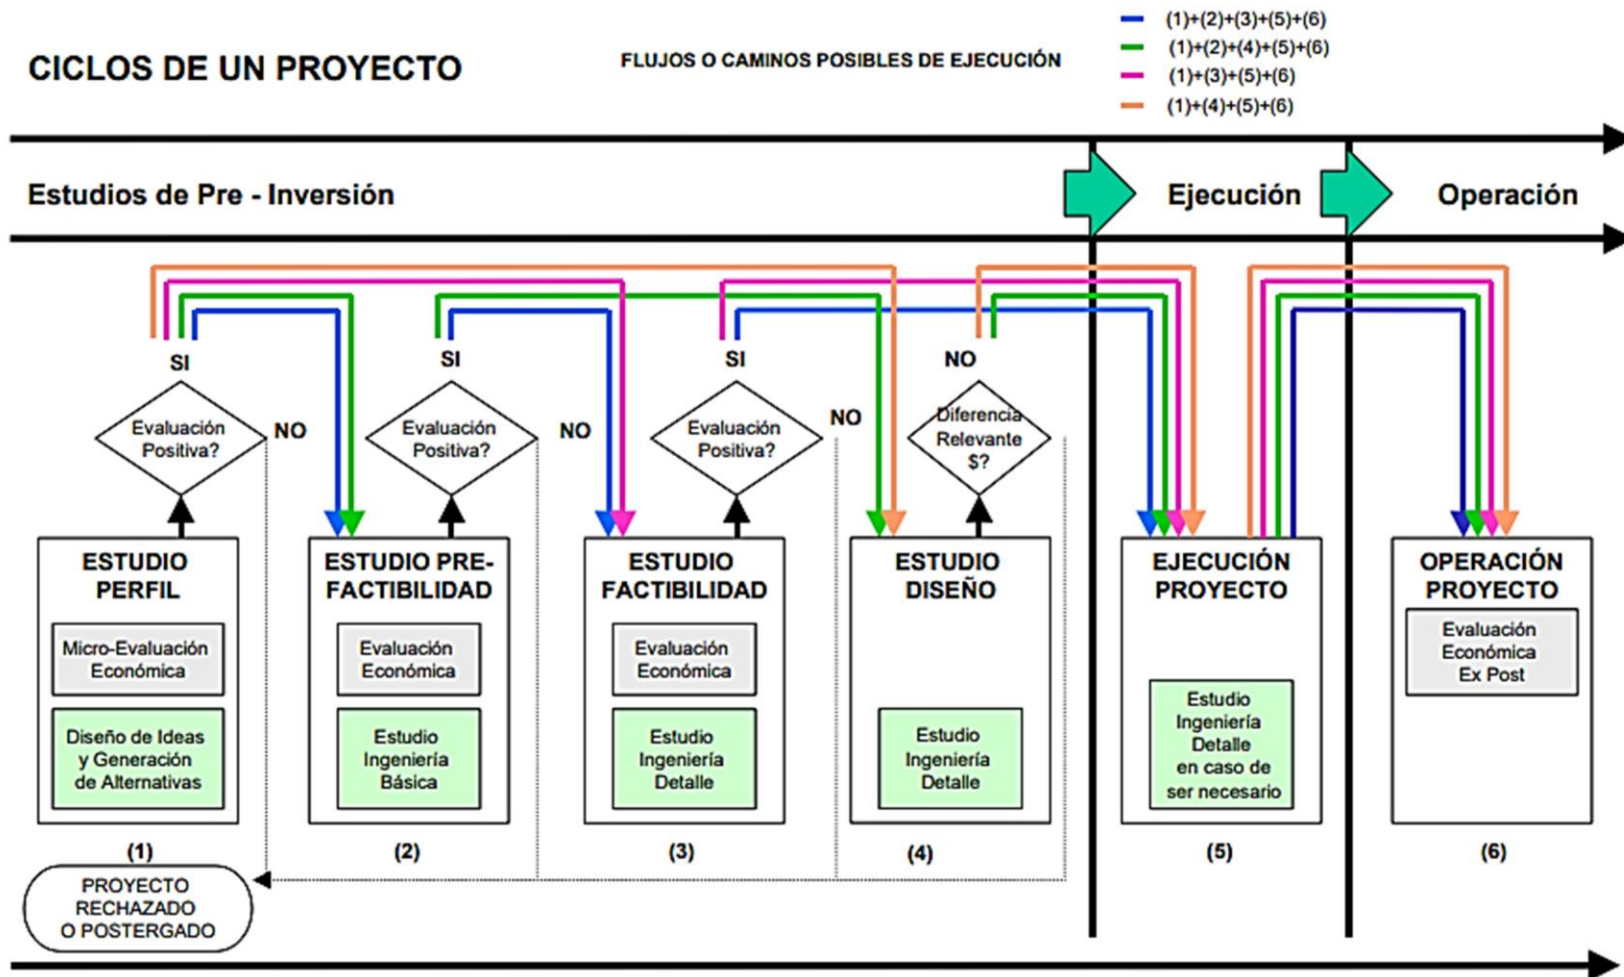 (1)+(2)+(3)+(5)+(6)
(1)+(2)+(4)+(5)+(6)
(1)+(3)+(5)+(6)
(1)+(4)+(5)+(6)
CICLOS DE UN PROYECTO
FLUJOS O CAMINOS POSIBLES DE EJECUCIÓN
Estudios de Pre - Inversión
Ejecución
Operación
SI
Evaluación
Positiva?
NO
SI
Evaluación
Positiva?
NO
SI
Evaluación
Positiva?
NO
NO
Diferencia
Relevante
$?
ESTUDIO
PERFIL
Micro-Evaluación
Económica
Diseño de Ideas
y Generación
de Alternativas
(1)
ESTUDIO PRE-
FACTIBILIDAD
Evaluación
Económica
Estudio
Ingeniería
Básica
(2)
ESTUDIO
FACTIBILIDAD
Evaluación
Económica
Estudio
Ingeniería
Detalle
(3)
ESTUDIO
DISEÑO
Estudio
Ingeniería
Detalle
(4)
EJECUCIÓN
PROYECTO
Estudio
Ingeniería
Detalle
en caso de
ser necesario
(5)
OPERACIÓN
PROYECTO
Evaluación
Económica
Ex Post
(6)
PROYECTO
RECHAZADO
O POSTERGADO